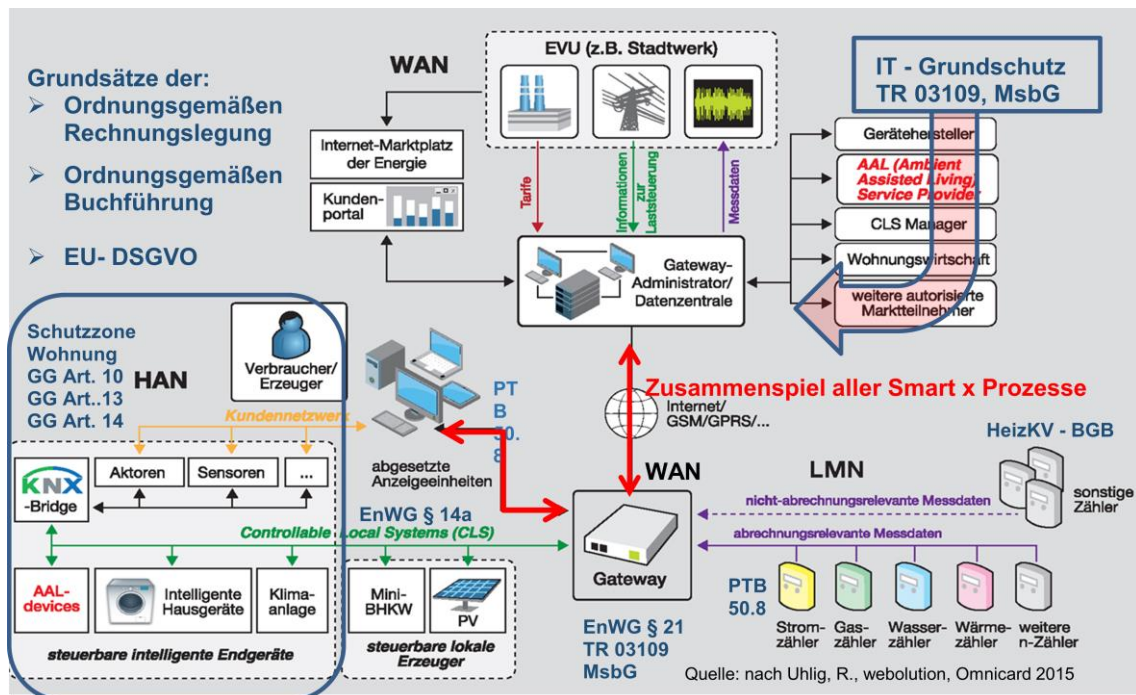 Grundsätze der:
➢ Ordnungsgemäßen
Rechnungslegung
➢ Ordnungsgemäßen
Buchführung
➢ EU- DSGVO
WAN
EVU (z.B. Stadtwerk)
IT - Grundschutz
TR 03109, MsbG
Internet-Marktplatz
der Energie
Kunden-
portal
Tarife
Informationen
zur
Laststeuerung
Messdaten
Gerätehersteller
AAL (Ambient
Assisted Living)
Service Provider
CLS Manager
Wohnungswirtschaft
weitere autorisierte
Marktteilnehmer
Gateway-
Administrator/
Datenzentrale
Schutzzone
Wohnung
GG Art. 10
GG Art..13
GG Art. 14
HAN
Verbraucher/
Erzeuger
Kundennetzwerk
PT
B
50.
8
Zusammenspiel aller Smart x Prozesse
Internet/
GSM/GPRS/...
HeizKV - BGB
KNX
-Bridge
Aktoren
Sensoren
...
abgesetzte
Anzeigeeinheiten
WAN
LMN
nicht-abrechnungsrelevante Messdaten
sonstige
Zähler
EnWG § 14a
Controllable Local Systems (CLS)
abrechnungsrelevante Messdaten
Gateway
AAL-
devices
Intelligente
Hausgeräte
Klima-
anlage
Mini-
BHKW
PV
PTB
50.8
Strom-
zähler
Gas-
zähler
Wasser-
zähler
Wärme-
zähler
weitere
n-Zähler
steuerbare intelligente Endgeräte
steuerbare lokale
Erzeuger
EnWG § 21
TR 03109
MsbG
Quelle: nach Uhlig, R., webolution, Omnicard 2015